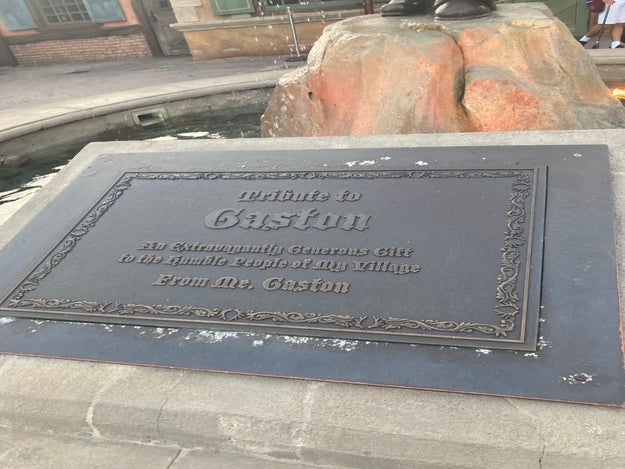 Tribute to
Gaston
An Extravagantly Generous Gift
to the Humble People of My Village
From Me, Gaston